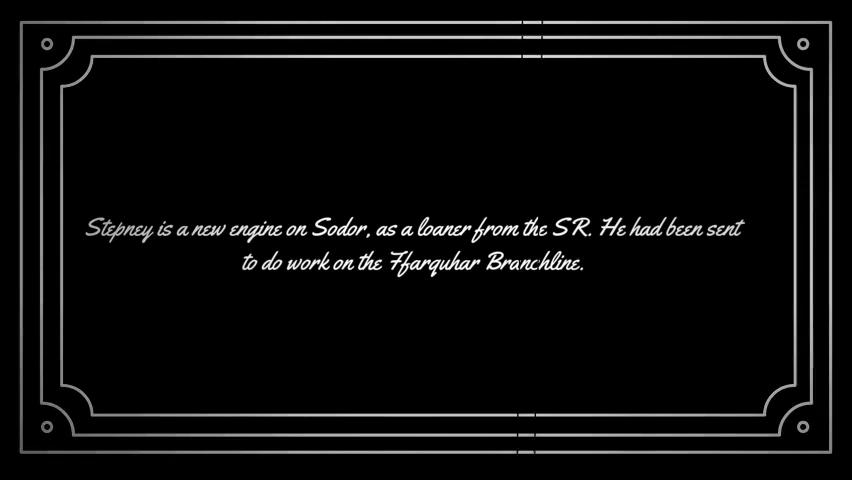 Stepney is a new engine on Sodor, as a loaner from the SR. He had been sent
to do work on the Ffarquhar Branchline.